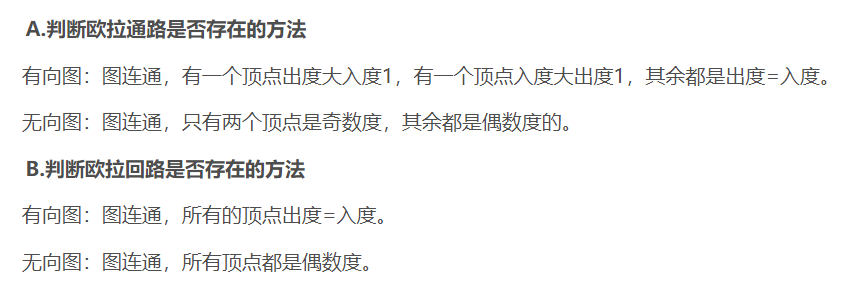 A.判断欧拉通路是否存在的方法
有向图：图连通，有一个顶点出度大入度1，有一个顶点入度大出度1，其余都是出度=入度。
无向图：图连通，只有两个顶点是奇数度，其余都是偶数度的。
B.判断欧拉回路是否存在的方法
有向图：图连通，所有的顶点出度=入度。
无向图：图连通，所有顶点都是偶数度。